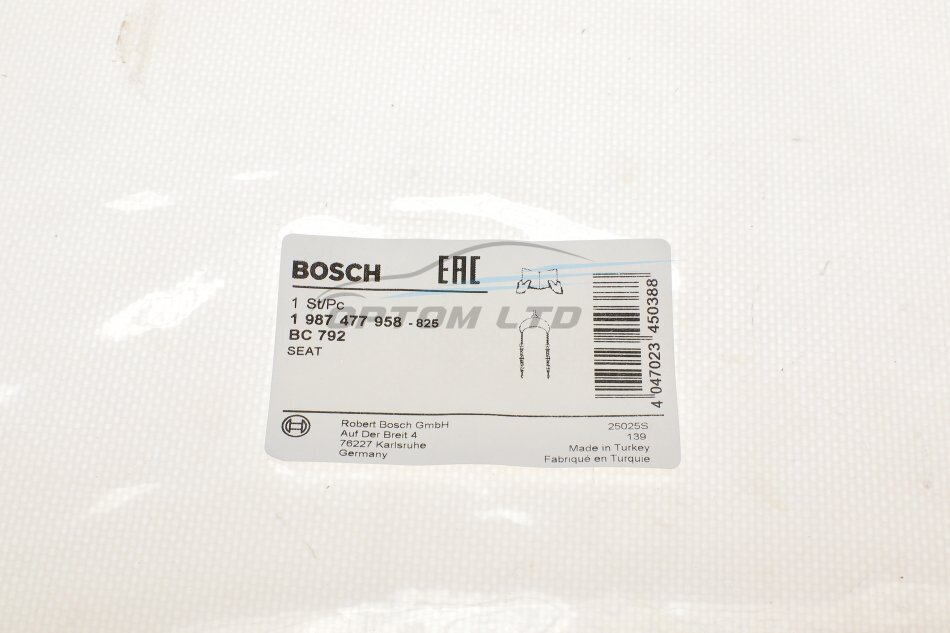 BOSCH EAC
1 St/Pc
1 987 477 958 - 825
BC 792
SEAT
OPTOM LTD
4 047023 450388
Robert Bosch GmbH
Auf Der Breit 4
76227 Karlsruhe
Germany
25025S
139
Made in Turkey
Fabriqué en Turquie